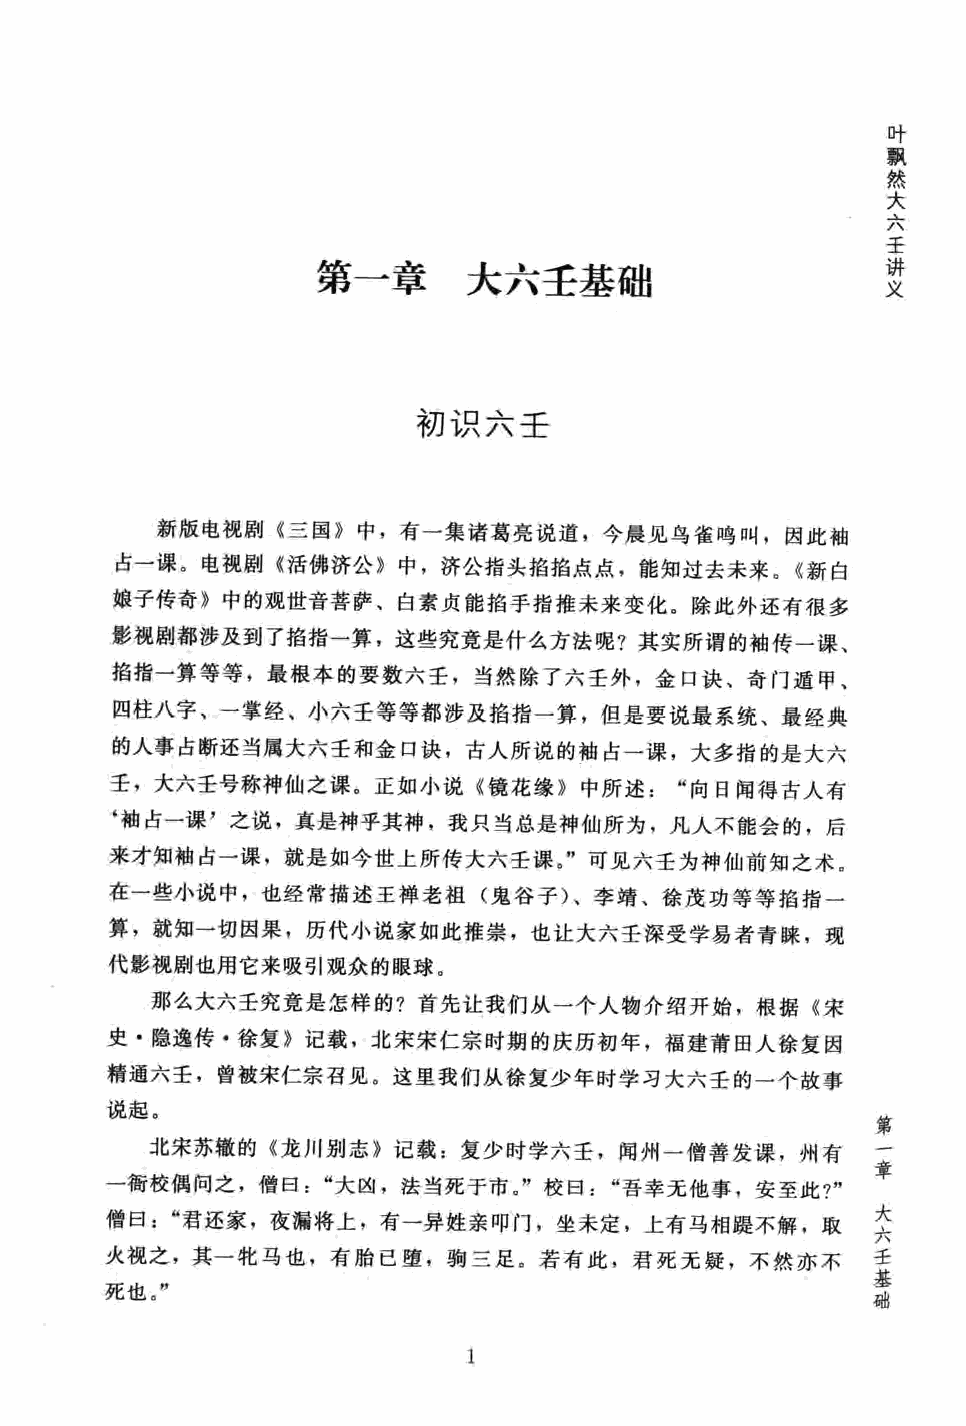 叶飘然大六壬讲义
第一章 大六壬基础
初识六壬
新版电视剧《三国》中，有一集诸葛亮说道，今晨见鸟雀鸣叫，因此袖
占一课。电视剧《活佛济公》中，济公指头掐掐点点，能知过去未来。《新白
娘子传奇》中的观世音菩萨、白素贞能掐手指推未来变化。除此外还有很多
影视剧都涉及到了掐指一算，这些究竟是什么方法呢？其实所谓的袖传一课、
掐指一算等等，最根本的要数六壬，当然除了六壬外，金口诀、奇门遁甲、
四柱八字、一掌经、小六壬等等都涉及掐指一算，但是要说最系统、最经典
的人事占断还当属大六壬和金口诀，古人所说的袖占一课，大多指的是大六
壬，大六壬号称神仙之课。正如小说《镜花缘》中所述：“向日闻得古人有
‘袖占一课’之说，真是神乎其神，我只当总是神仙所为，凡人不能会的，后
来才知袖占一课，就是如今世上所传大六壬课。”可见六壬为神仙前知之术。
在一些小说中，也经常描述王禅老祖（鬼谷子）、李靖、徐茂功等等掐指一
算，就知一切因果，历代小说家如此推崇，也让大六壬深受学易者青睐，现
代影视剧也用它来吸引观众的眼球。
那么大六壬究竟是怎样的？首先让我们从一个人物介绍开始，根据《宋
史·隐逸传·徐复》记载，北宋宋仁宗时期的庆历初年，福建莆田人徐复因
精通六壬，曾被宋仁宗召见。这里我们从徐复少年时学习大六壬的一个故事
说起。
北宋苏辙的《龙川别志》记载：复少时学六壬，闻州一僧善发课，州有
一衙校偶问之，僧曰：“大凶，法当死于市。”校曰：“吾幸无他事，安至此？”
僧曰：“君还家，夜漏将上，有一异姓亲叩门，坐未定，上有马相踶不解，取
火视之，其一牝马也，有胎已堕，驹三足。若有此，君死无疑，不然亦不
死也。”
第一章 大六壬基础
1